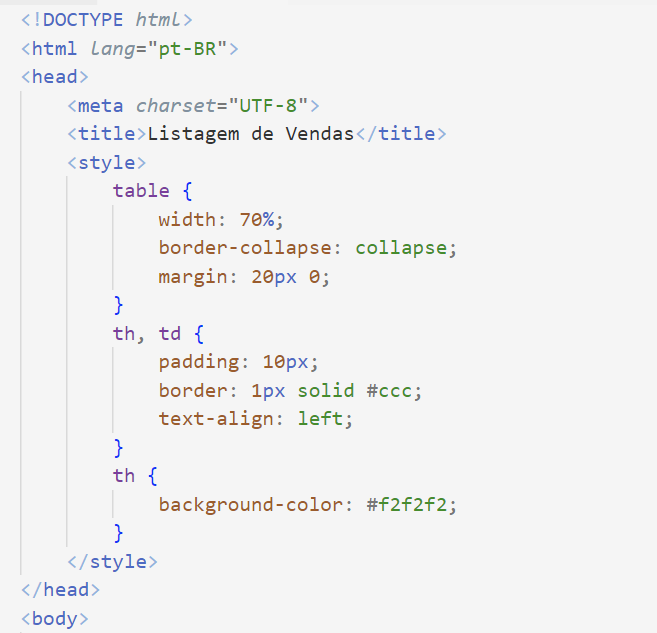 <!DOCTYPE html>
<html lang="pt-BR">
<head>
<meta charset="UTF-8">
<title>Listagem de Vendas</title>
<style>
table {
width: 70%;
border-collapse: collapse;
margin: 20px 0;
}
th, td {
padding: 10px;
border: 1px solid #ccc;
text-align: left;
}
th {
background-color: #f2f2f2;
}
</style>
</head>
<body>